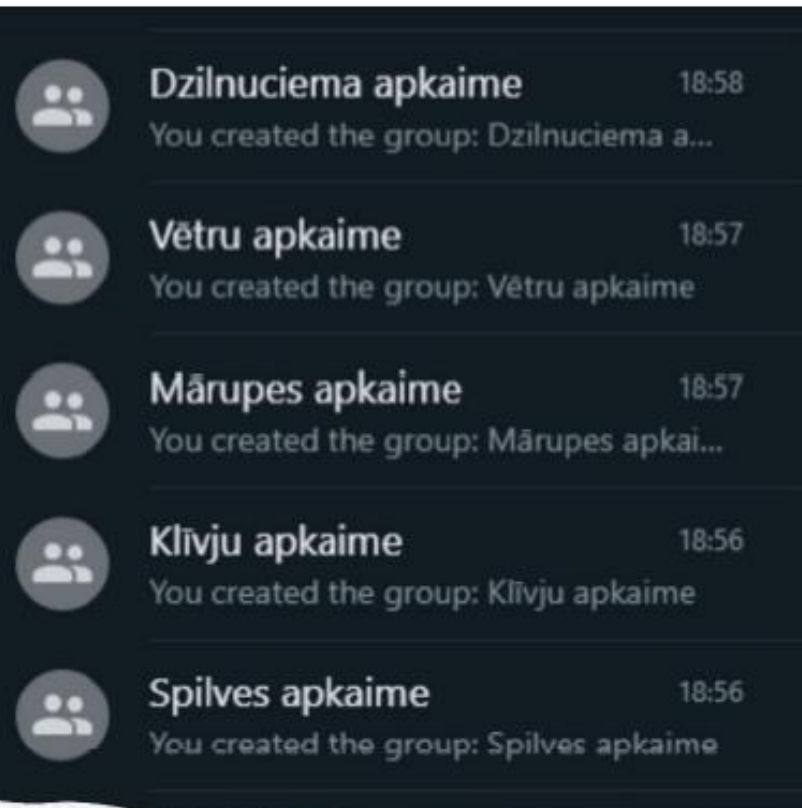 Dzilnuciema apkaime 18:58
You created the group: Dzilnuciema a...
Vētru apkaime 18:57
You created the group: Vētru apkaime
Mārupes apkaime 18:57
You created the group: Mārupes apkai...
Klīvju apkaime 18:56
You created the group: Klīvju apkaime
Spilves apkaime 18:56
You created the group: Spilves apkaime